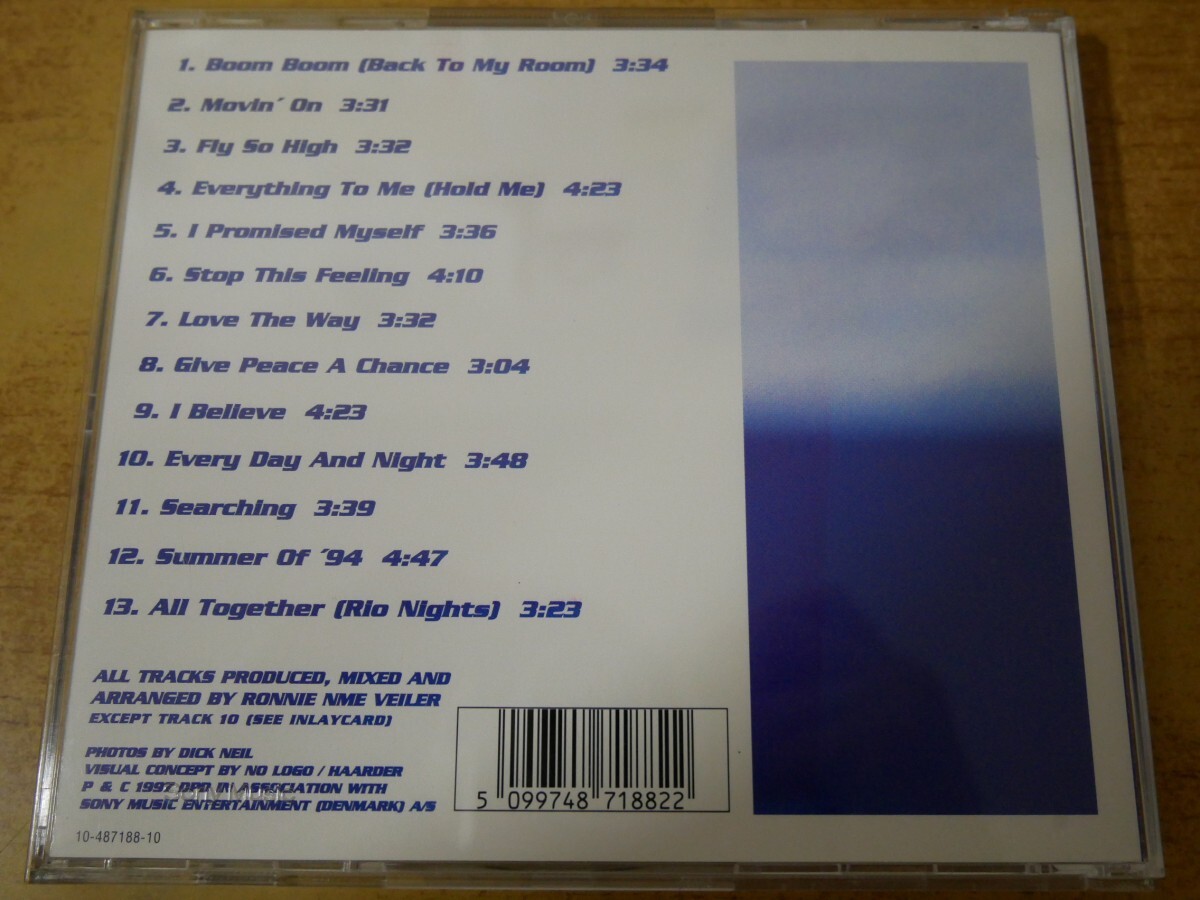 1. Boom Boom (Back To My Room) 3:34
2. Movin´ On 3:31
3. Fly So High 3:32
4. Everything To Me (Hold Me) 4:23
5. I Promised Myself 3:36
6. Stop This Feeling 4:10
7. Love The Way 3:32
8. Give Peace A Chance 3:04
9. I Believe 4:23
10. Every Day And Night 3:48
11. Searching 3:39
12. Summer Of ´94 4:47
13. All Together (Rio Nights) 3:23
ALL TRACKS PRODUCED, MIXED AND
ARRANGED BY RONNIE NME VEILER
EXCEPT TRACK 10 (SEE INLAYCARD)
PHOTOS BY DICK NEIL
VISUAL CONCEPT BY NO LOGO / HAARDER
P & C 1997 IN ASSOCIATION WITH
Sony Music
SONY MUSIC ENTERTAINMENT (DENMARK) A/S
5 099748 718822
10-487188-10